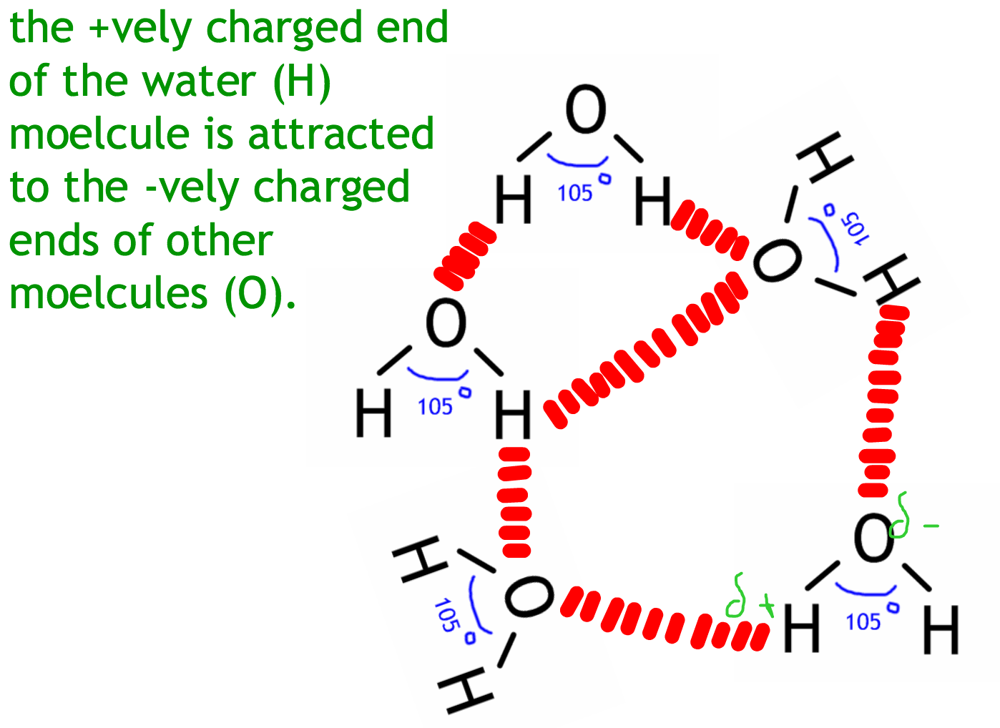 the +vely charged end
of the water (H)
moelcule is attracted
to the -vely charged
ends of other
moelcules (O).
O
H 105° H
H
105°
O
H
O
H 105° H
H
105°
O
H
O δ -
δ +
H 105° H